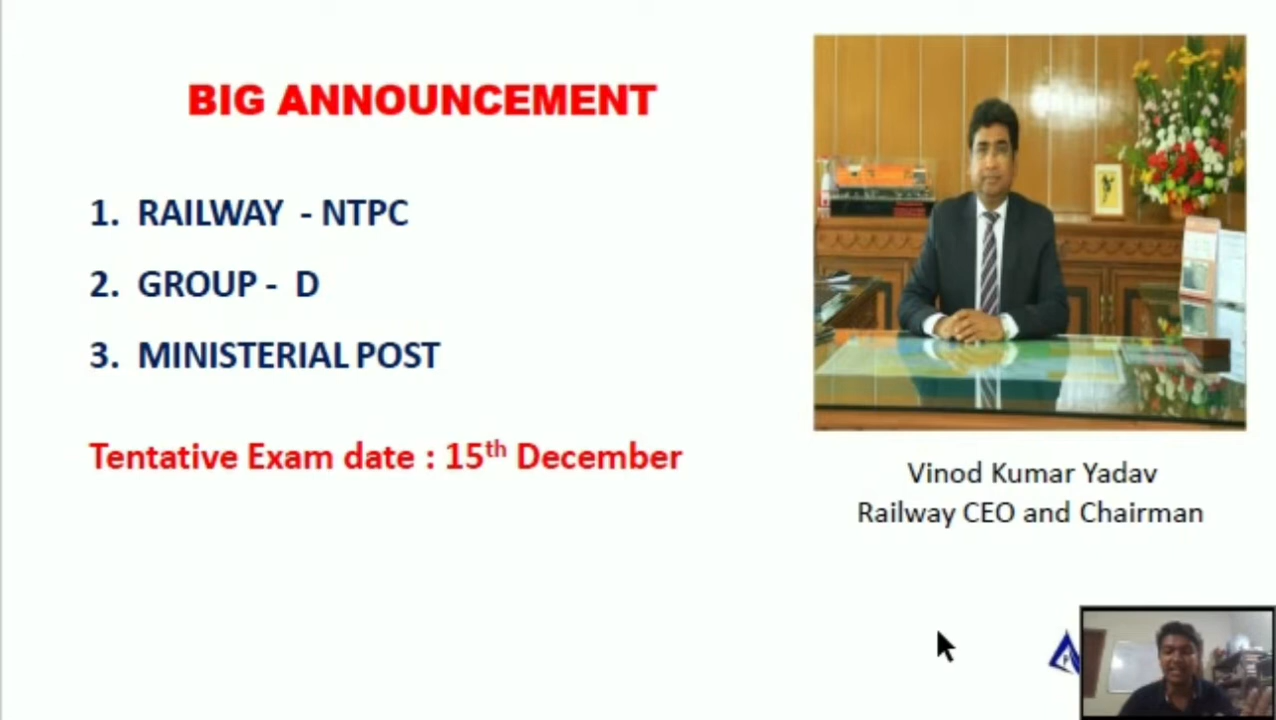 BIG ANNOUNCEMENT
1. RAILWAY - NTPC
2. GROUP - D
3. MINISTERIAL POST
Tentative Exam date : 15th December
Vinod Kumar Yadav
Railway CEO and Chairman